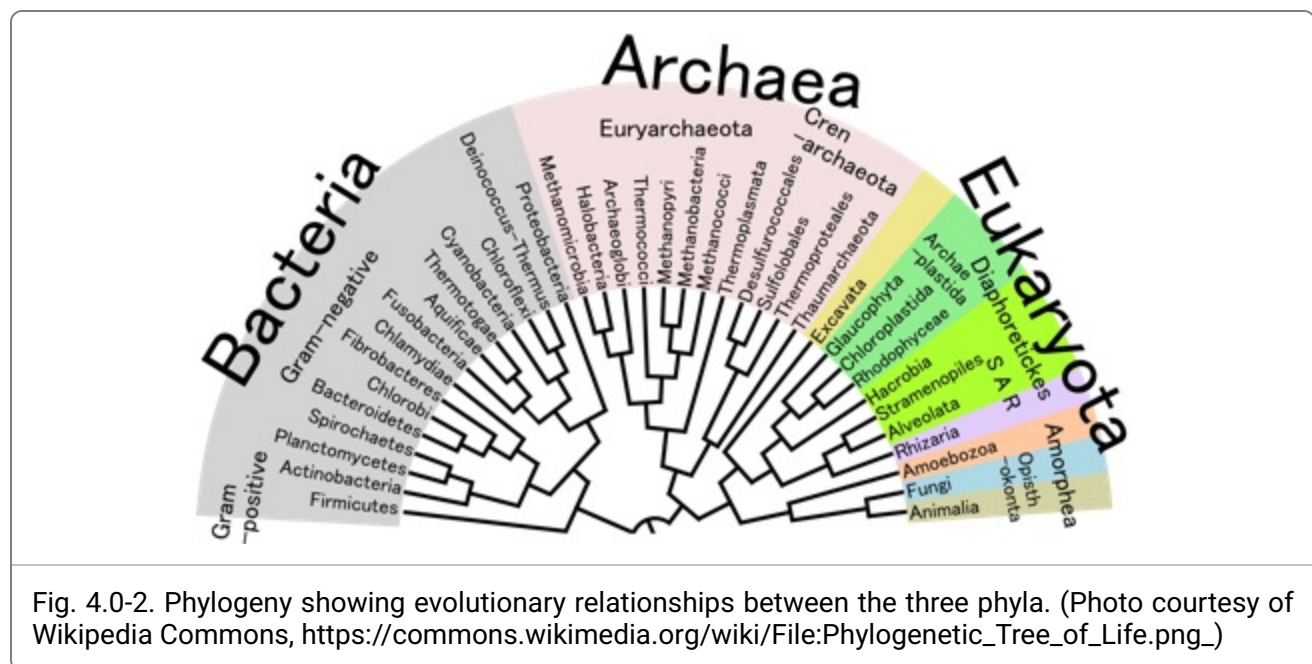 Archaea
Bacteria
Eukaryota
Euryarchaeota
Cren
-archaeota
Gram-negative
Gram
-positive
Firmicutes
Actinobacteria
Planctomycetes
Spirochaetes
Bacteroidetes
Chlorobi
Fibrobacteres
Chlamydiae
Fusobacteria
Aquificae
Thermotogae
Cyanobacteria
Chloroflexi
Deinococcus-Thermus
Proteobacteria
Methanomicrobia
Halobacteria
Archaeoglobi
Thermococci
Methanopyri
Methanobacteria
Methanococci
Thermoplasmata
Desulfurococcales
Sulfolobales
Thermoproteales
Thaumarchaeota
Excavata
Archae
-plastida
Diaphoretickes
Glaucophyta
Chloroplastida
Rhodophyceae
Hacrobia
Stramenopiles
Alveolata
Rhizaria
S A R
Amoebozoa
Fungi
Animalia
Opisth
-okonta
Amorphea
Fig. 4.0-2. Phylogeny showing evolutionary relationships between the three phyla. (Photo courtesy of
Wikipedia Commons, https://commons.wikimedia.org/wiki/File:Phylogenetic_Tree_of_Life.png_)